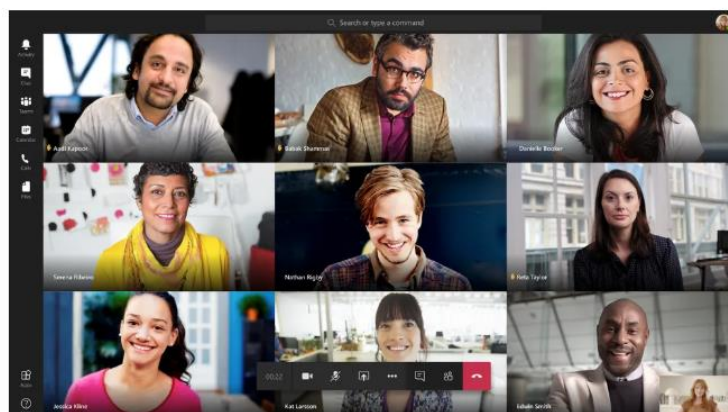 Search or type a command
Activity
Chat
Teams
Calendar
Calls
Files
Aadi Kapoor
Babak Shammas
Danielle Booker
Serena Ribeiro
Nathan Rigby
Reta Taylor
00:22
Jessica Kline
Kat Larsson
Edwin Smith
Apps